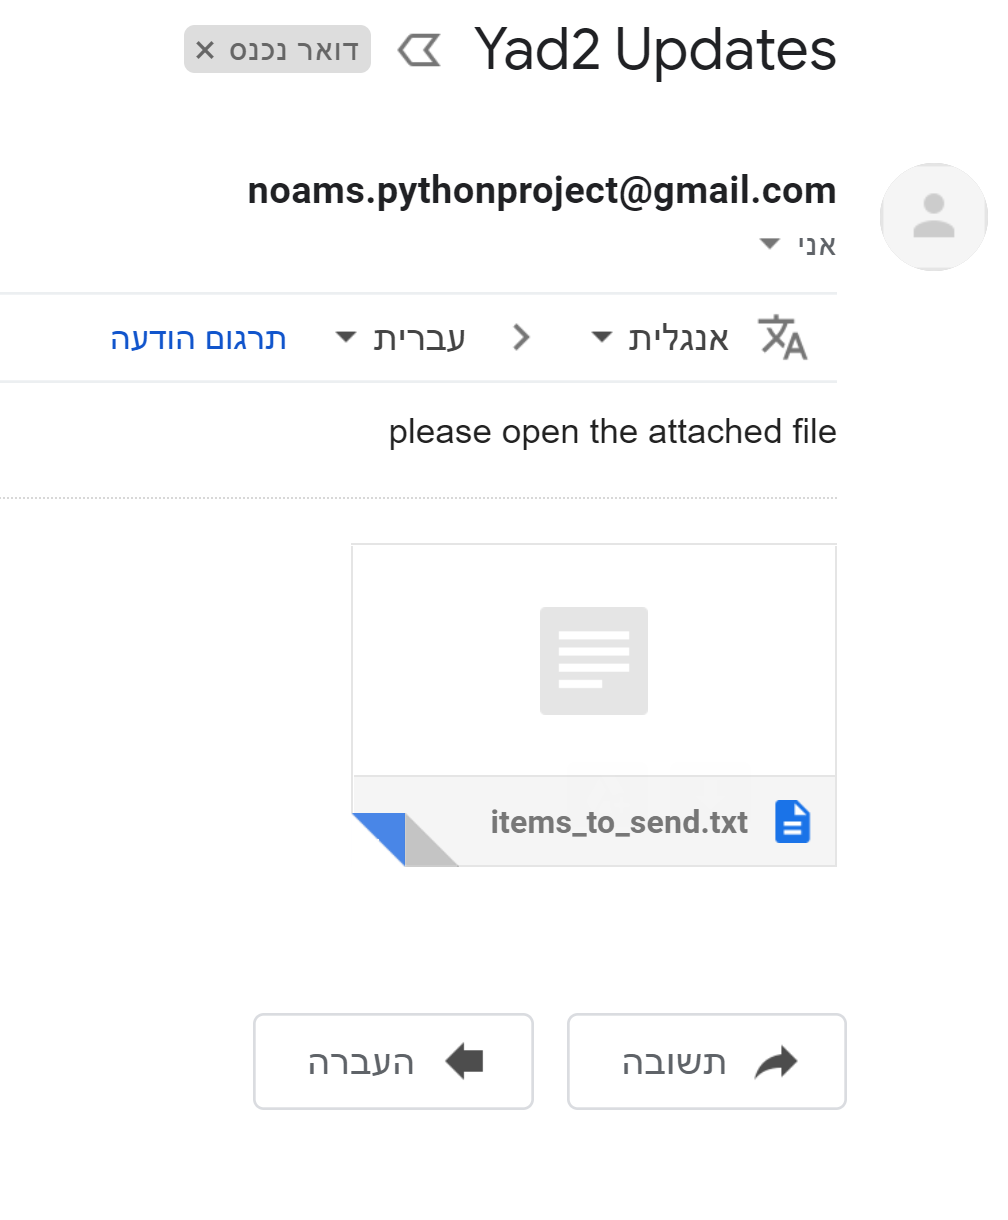 Yad2 Updates
דואר נכנס ×
noams.pythonproject@gmail.com
אני
אנגלית
עברית
תרגום הודעה
please open the attached file
items_to_send.txt
תשובה
העברה